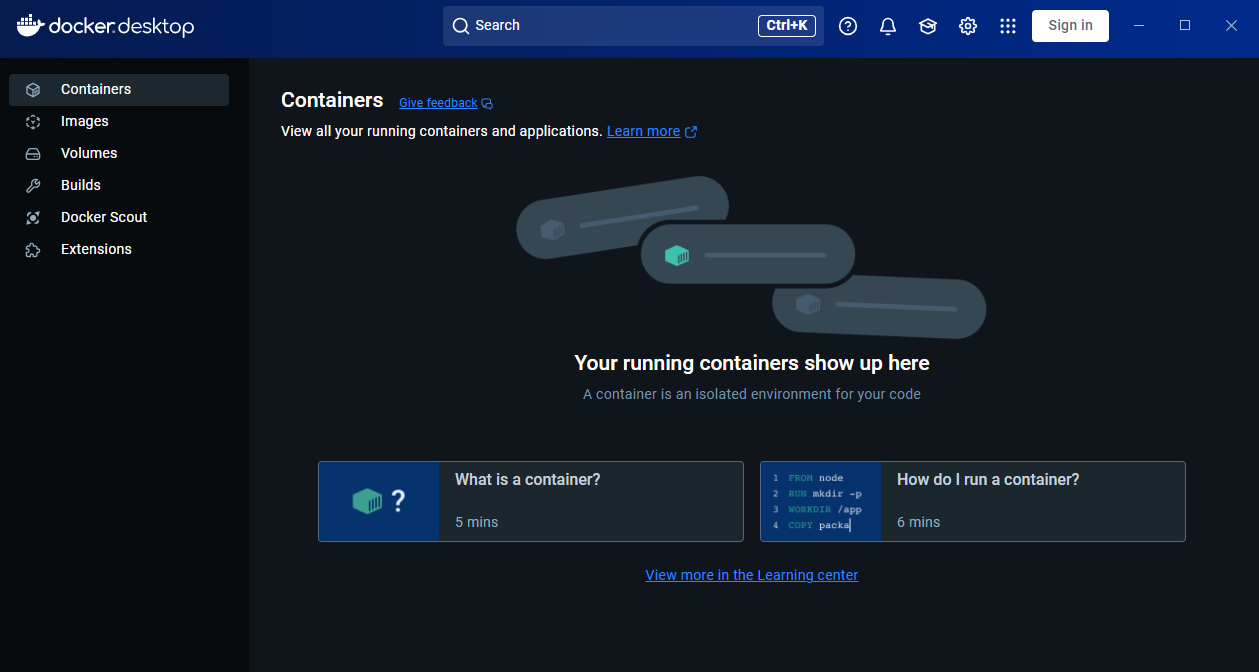 docker.desktop
Search
Ctrl+K
Sign in
Containers
Images
Volumes
Builds
Docker Scout
Extensions
Containers
Give feedback
View all your running containers and applications. Learn more
Your running containers show up here
A container is an isolated environment for your code
?
What is a container?
5 mins
1 FROM node
2 RUN mkdir -p
3 WORKDIR /app
4 COPY packa
How do I run a container?
6 mins
View more in the Learning center